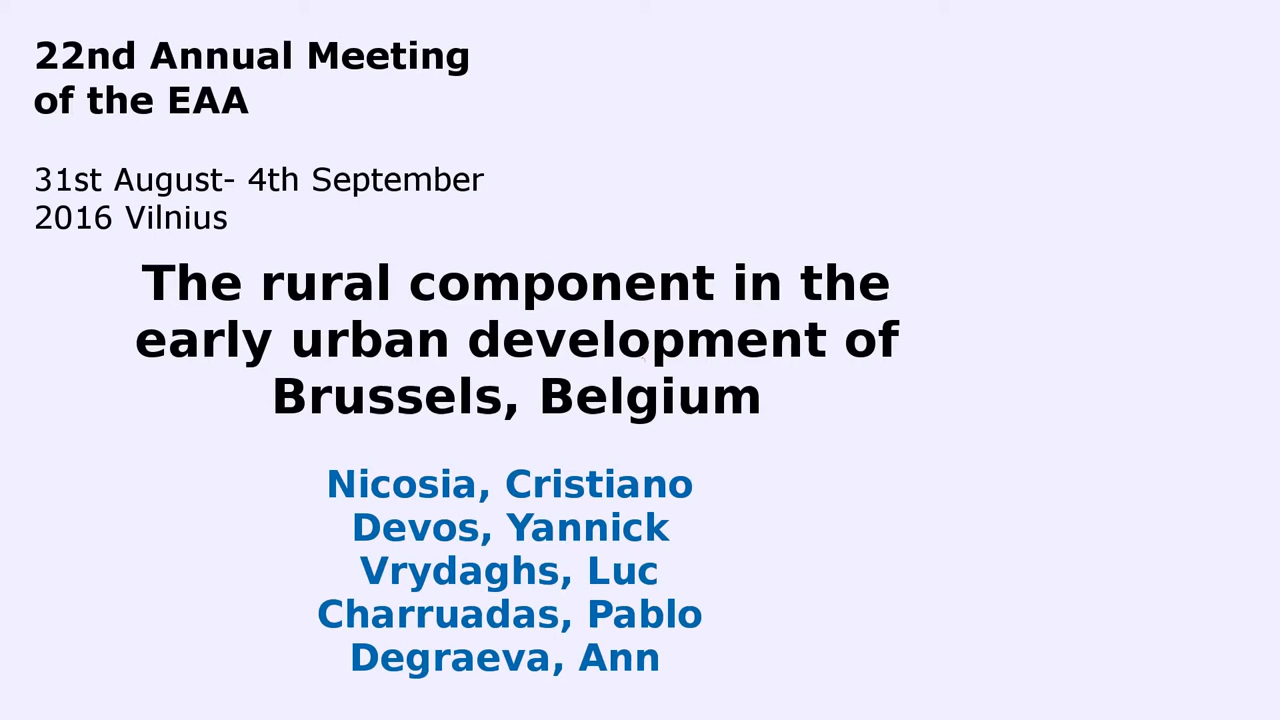 22nd Annual Meeting
of the EAA
31st August- 4th September
2016 Vilnius
The rural component in the
early urban development of
Brussels, Belgium
Nicosia, Cristiano
Devos, Yannick
Vrydaghs, Luc
Charruadas, Pablo
Degraeva, Ann